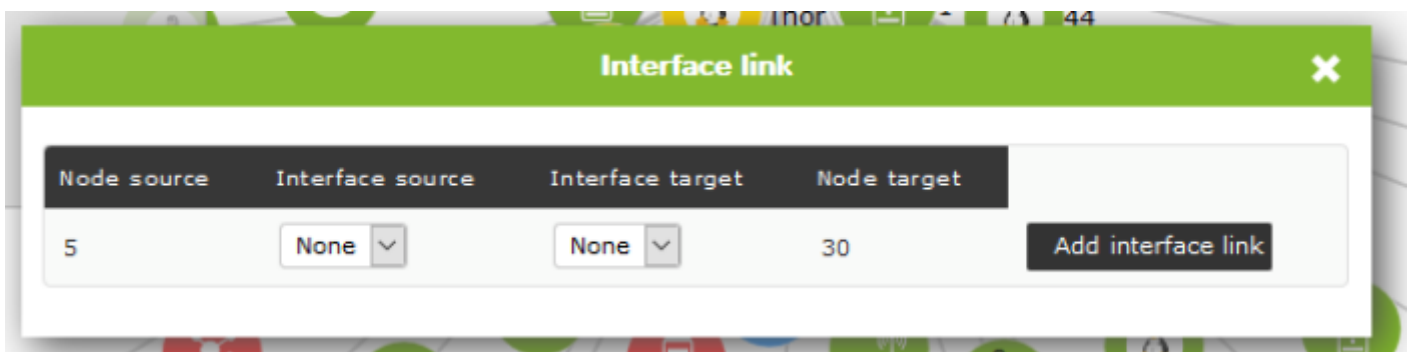 Thor
44
Interface link
Node source Interface source Interface target Node target
5 None None 30 Add interface link